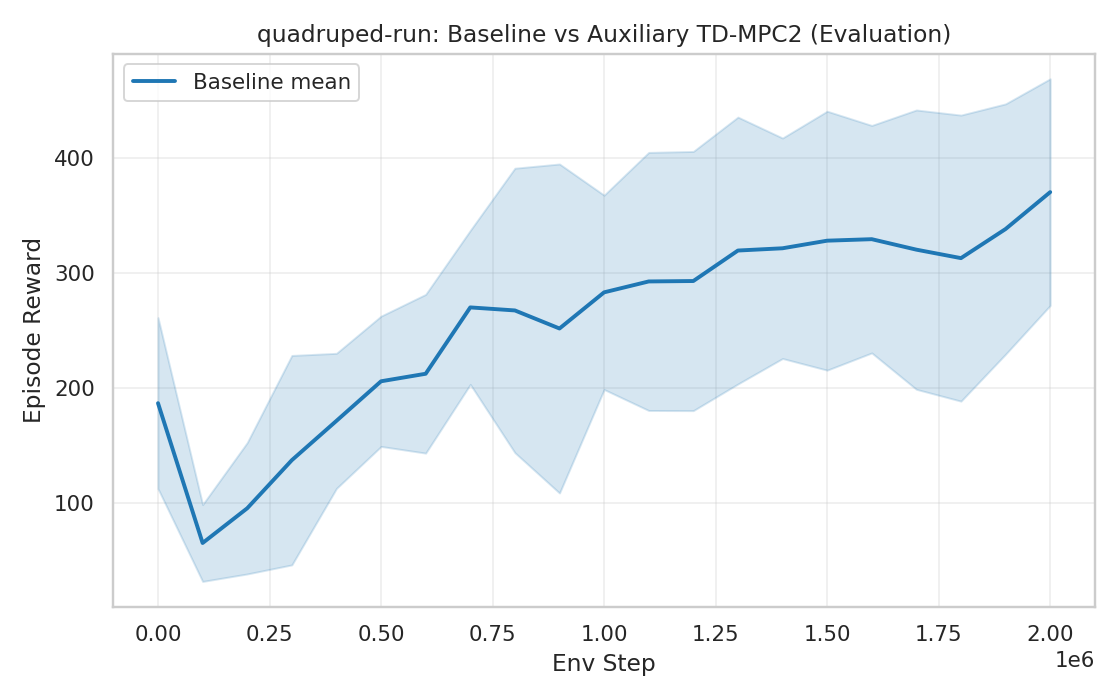 quadruped-run: Baseline vs Auxiliary TD-MPC2 (Evaluation)
Baseline mean
Episode Reward
400
300
200
100
0.00 0.25 0.50 0.75 1.00 1.25 1.50 1.75 2.00
1e6
Env Step